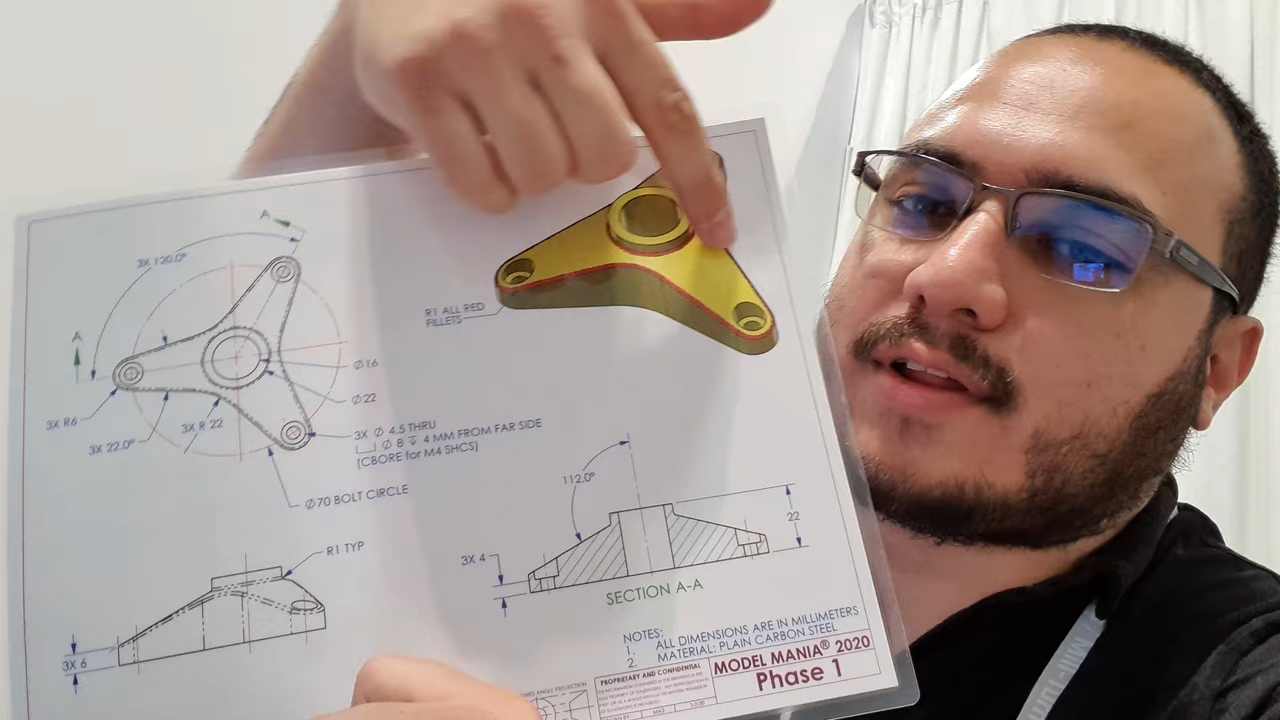 A
3X 120.0°
A
R1 ALL RED
FILLETS
Ø16
Ø22
3X R6
3X 22.0°
3X R 22
3X Ø 4.5 THRU
⌴ Ø 8 ↧ 4 MM FROM FAR SIDE
(CBORE for M4 SHCS)
Ø70 BOLT CIRCLE
112.0°
22
3X 4
SECTION A-A
R1 TYP
3X 6
NOTES:
1. ALL DIMENSIONS ARE IN MILLIMETERS
2. MATERIAL: PLAIN CARBON STEEL
PROPRIETARY AND CONFIDENTIAL
MODEL MANIA® 2020
Phase 1